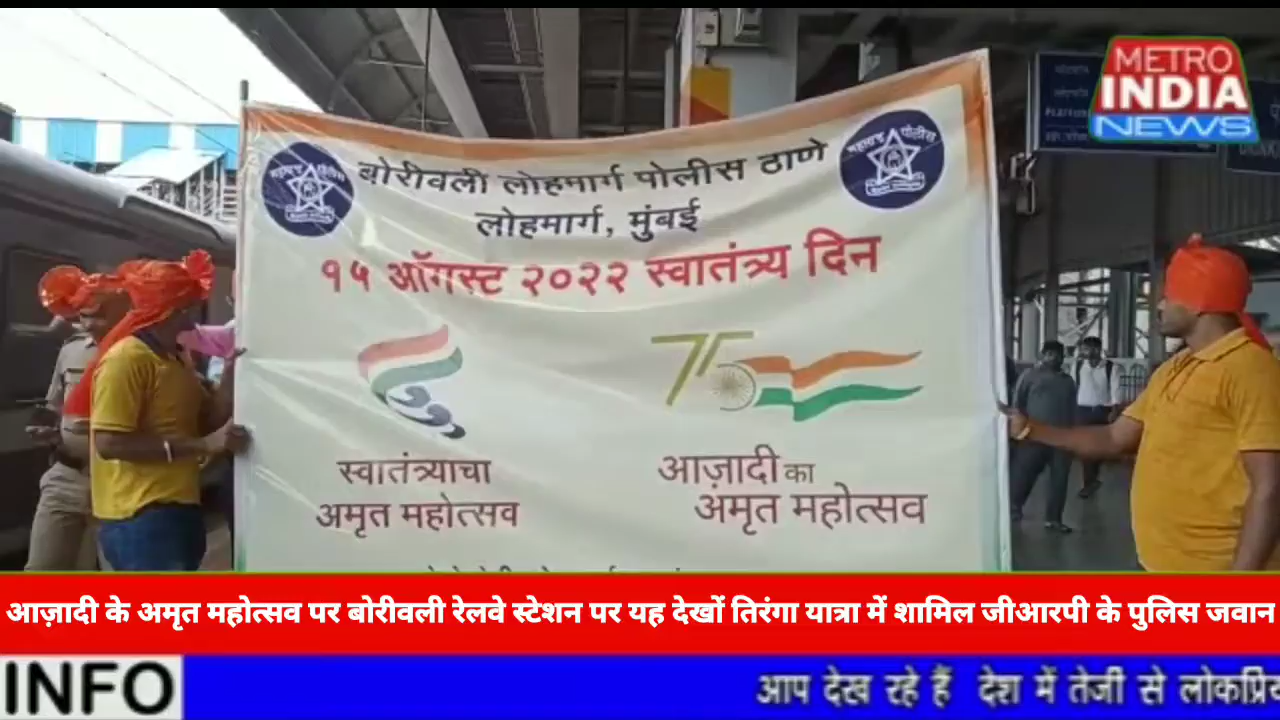 METRO
INDIA
NEWS
बोरीवली लोहमार्ग पोलीस ठाणे
लोहमार्ग, मुंबई
१५ ऑगस्ट २०२२ स्वातंत्र्य दिन
75
स्वातंत्र्याचा
अमृत महोत्सव
आज़ादी का
अमृत महोत्सव
आज़ादी के अमृत महोत्सव पर बोरीवली रेलवे स्टेशन पर यह देखों तिरंगा यात्रा में शामिल जीआरपी के पुलिस जवान
INFO
आप देख रहे हैं देश में तेजी से लोकप्रिय